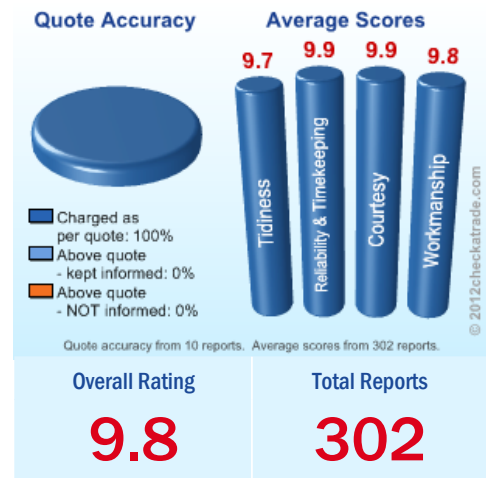 Quote Accuracy
Average Scores
9.7
9.9
9.9
9.8
Tidiness
Reliability & Timekeeping
Courtesy
Workmanship
Charged as
per quote: 100%
Above quote
- kept informed: 0%
Above quote
- NOT informed: 0%
© 2012checkatrade.com
Quote accuracy from 10 reports. Average scores from 302 reports.
Overall Rating
Total Reports
9.8
302